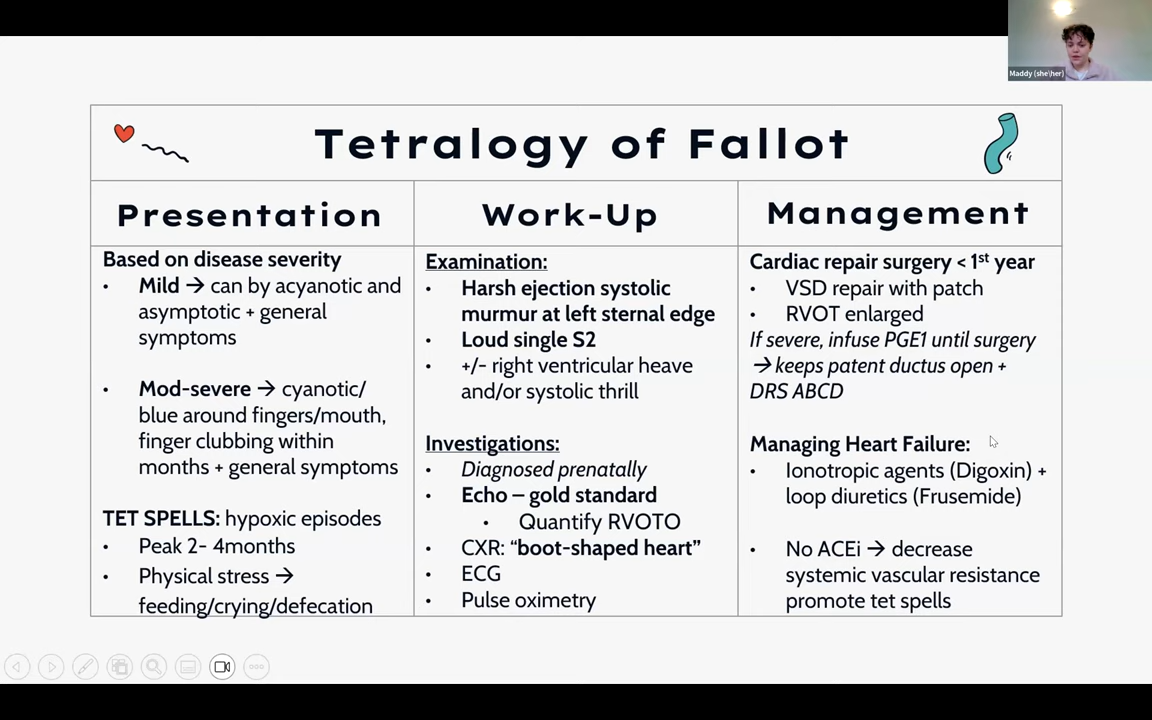 Maddy (she\her)
Tetralogy of Fallot
Presentation
Based on disease severity
• Mild → can by acyanotic and
asymptotic + general
symptoms
• Mod-severe → cyanotic/
blue around fingers/mouth,
finger clubbing within
months + general symptoms
TET SPELLS: hypoxic episodes
• Peak 2- 4months
• Physical stress →
feeding/crying/defecation
Work-Up
Examination:
• Harsh ejection systolic
murmur at left sternal edge
• Loud single S2
• +/- right ventricular heave
and/or systolic thrill
Investigations:
• Diagnosed prenatally
• Echo – gold standard
• Quantify RVOTO
• CXR: “boot-shaped heart”
• ECG
• Pulse oximetry
Management
Cardiac repair surgery < 1st year
• VSD repair with patch
• RVOT enlarged
If severe, infuse PGE1 until surgery
→ keeps patent ductus open +
DRS ABCD
Managing Heart Failure:
• Ionotropic agents (Digoxin) +
loop diuretics (Frusemide)
• No ACEi → decrease
systemic vascular resistance
promote tet spells